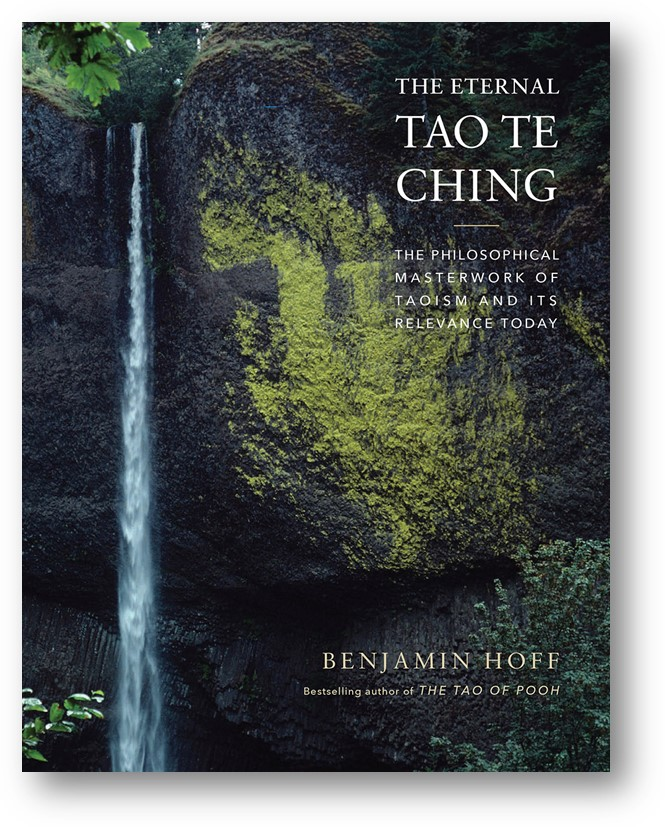 THE ETERNAL
TAO TE
CHING
THE PHILOSOPHICAL
MASTERWORK OF
TAOISM AND ITS
RELEVANCE TODAY
BENJAMIN HOFF
Bestselling author of THE TAO OF POOH